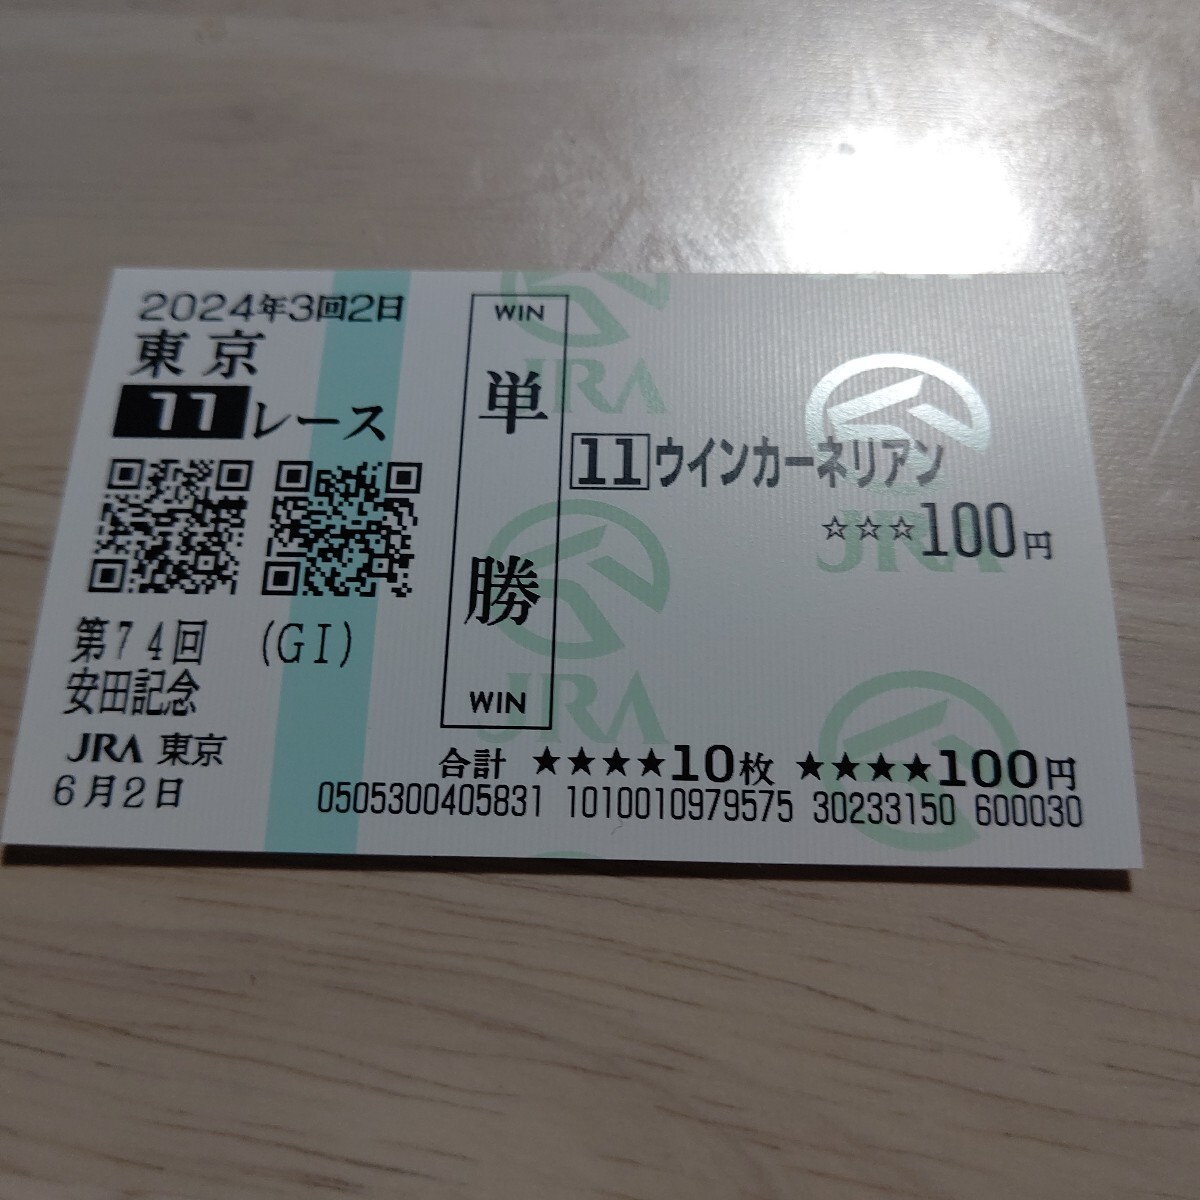 2024年3回2日
東京
11レース
第74回 (GI)
安田記念
JRA 東京
6月2日
WIN
単勝
WIN
11 ウインカーネリアン
☆☆☆100円
合計 ★★★★10枚 ★★★★100円
0505300405831 1010010979575 30233150 600030
JRA
JRA
JRA